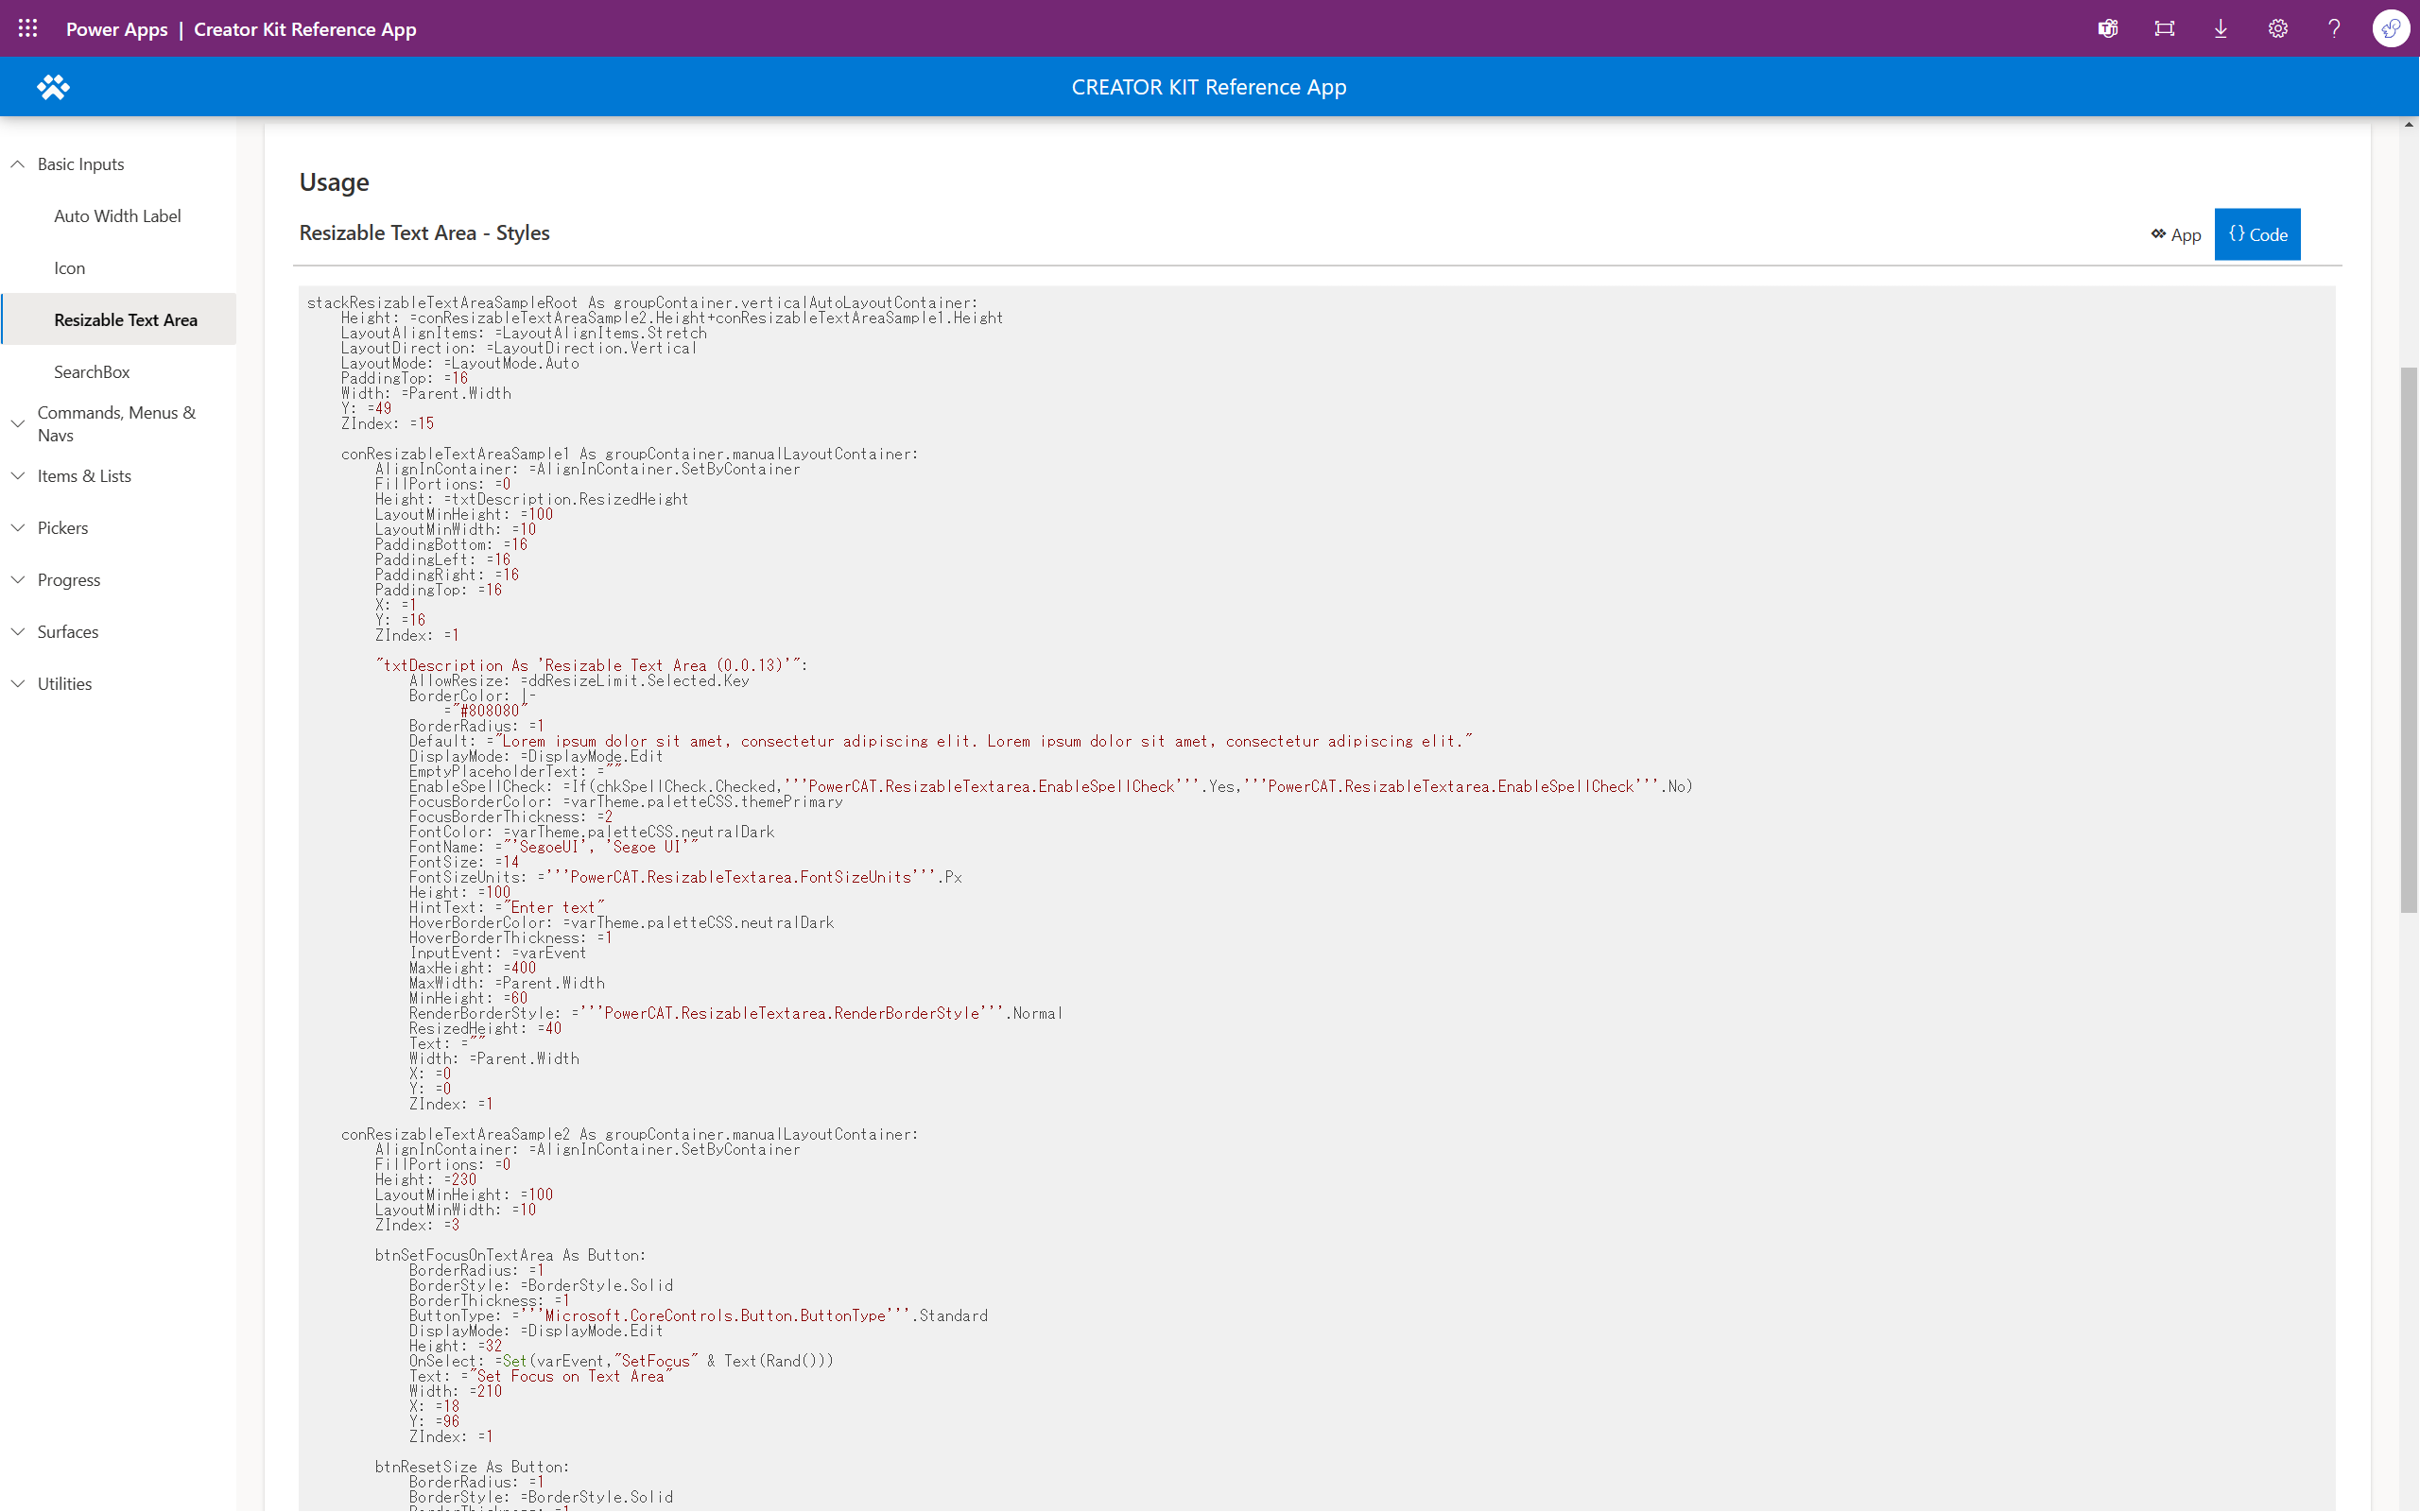 Power Apps | Creator Kit Reference App
CREATOR KIT Reference App
Basic Inputs
Auto Width Label
Icon
Resizable Text Area
SearchBox
Commands, Menus &
Navs
Items & Lists
Pickers
Progress
Surfaces
Utilities
Usage
Resizable Text Area - Styles
App
{} Code
stackResizableTextAreaSampleRoot As groupContainer.verticalAutoLayoutContainer:
Height: =conResizableTextAreaSample2.Height+conResizableTextAreaSample1.Height
LayoutAlignItems: =LayoutAlignItems.Stretch
LayoutDirection: =LayoutDirection.Vertical
LayoutMode: =LayoutMode.Auto
PaddingTop: =16
Width: =Parent.Width
Y: =49
ZIndex: =15
conResizableTextAreaSample1 As groupContainer.manualLayoutContainer:
AlignInContainer: =AlignInContainer.SetByContainer
FillPortions: =0
Height: =txtDescription.ResizedHeight
LayoutMinHeight: =100
LayoutMinWidth: =10
PaddingBottom: =16
PaddingLeft: =16
PaddingRight: =16
PaddingTop: =16
X: =1
Y: =16
ZIndex: =1
"txtDescription As 'Resizable Text Area (0.0.13)'":
AllowResize: =ddResizeLimit.Selected.Key
BorderColor: |-
="#808080"
BorderRadius: =1
Default: ="Lorem ipsum dolor sit amet, consectetur adipiscing elit. Lorem ipsum dolor sit amet, consectetur adipiscing elit."
DisplayMode: =DisplayMode.Edit
EmptyPlaceholderText: =""
EnableSpellCheck: =If(chkSpellCheck.Checked,'''PowerCAT.ResizableTextarea.EnableSpellCheck'''.Yes,'''PowerCAT.ResizableTextarea.EnableSpellCheck'''.No)
FocusBorderColor: =varTheme.paletteCSS.themePrimary
FocusBorderThickness: =2
FontColor: =varTheme.paletteCSS.neutralDark
FontName: ="'SegoeUI', 'Segoe UI'"
FontSize: =14
FontSizeUnits: ='''PowerCAT.ResizableTextarea.FontSizeUnits'''.Px
Height: =100
HintText: ="Enter text"
HoverBorderColor: =varTheme.paletteCSS.neutralDark
HoverBorderThickness: =1
InputEvent: =varEvent
MaxHeight: =400
MaxWidth: =Parent.Width
MinHeight: =60
RenderBorderStyle: ='''PowerCAT.ResizableTextarea.RenderBorderStyle'''.Normal
ResizedHeight: =40
Text: =""
Width: =Parent.Width
X: =0
Y: =0
ZIndex: =1
conResizableTextAreaSample2 As groupContainer.manualLayoutContainer:
AlignInContainer: =AlignInContainer.SetByContainer
FillPortions: =0
Height: =230
LayoutMinHeight: =100
LayoutMinWidth: =10
ZIndex: =3
btnSetFocusOnTextArea As Button:
BorderRadius: =1
BorderStyle: =BorderStyle.Solid
BorderThickness: =1
ButtonType: ='''Microsoft.CoreControls.Button.ButtonType'''.Standard
DisplayMode: =DisplayMode.Edit
Height: =32
OnSelect: =Set(varEvent,"SetFocus" & Text(Rand()))
Text: ="Set Focus on Text Area"
Width: =210
X: =18
Y: =96
ZIndex: =1
btnResetSize As Button:
BorderRadius: =1
BorderStyle: =BorderStyle.Solid